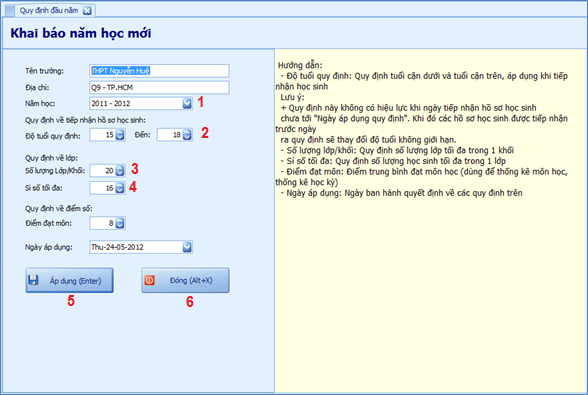 Quy định đầu năm
Khai báo năm học mới
Tên trường: THPT Nguyễn Huệ
Địa chỉ: Q9 - TP.HCM
Năm học: 2011 - 2012 1
Quy định về tiếp nhận hồ sơ học sinh:
Độ tuổi quy định: 15 Đến: 18 2
Quy định về lớp:
Số lượng Lớp/Khối: 20 3
Sỉ số tối đa: 16 4
Quy định về điểm số:
Điểm đạt môn: 8
Ngày áp dụng: Thu-24-05-2012
Áp dụng (Enter) Đóng (Alt+X)
5 6
Hướng dẫn:
- Độ tuổi quy định: Quy định tuổi cận dưới và tuổi cận trên, áp dụng khi tiếp
nhận học sinh
Lưu ý:
+ Quy định này không có hiệu lực khi ngày tiếp nhận hồ sơ học sinh
chưa tới "Ngày áp dụng quy định". Khi đó các hồ sơ học sinh được tiếp nhận
trước ngày
ra quy định sẽ thay đổi độ tuổi không giới hạn.
- Số lượng lớp/khối: Quy định số lượng lớp tối đa trong 1 khối
- Sỉ số tối đa: Quy định số lượng học sinh tối đa trong 1 lớp
- Điểm đạt môn: Điểm trung bình đạt môn học (dùng để thống kê môn học,
thống kê học kỳ)
- Ngày áp dụng: Ngày ban hành quyết định về các quy định trên